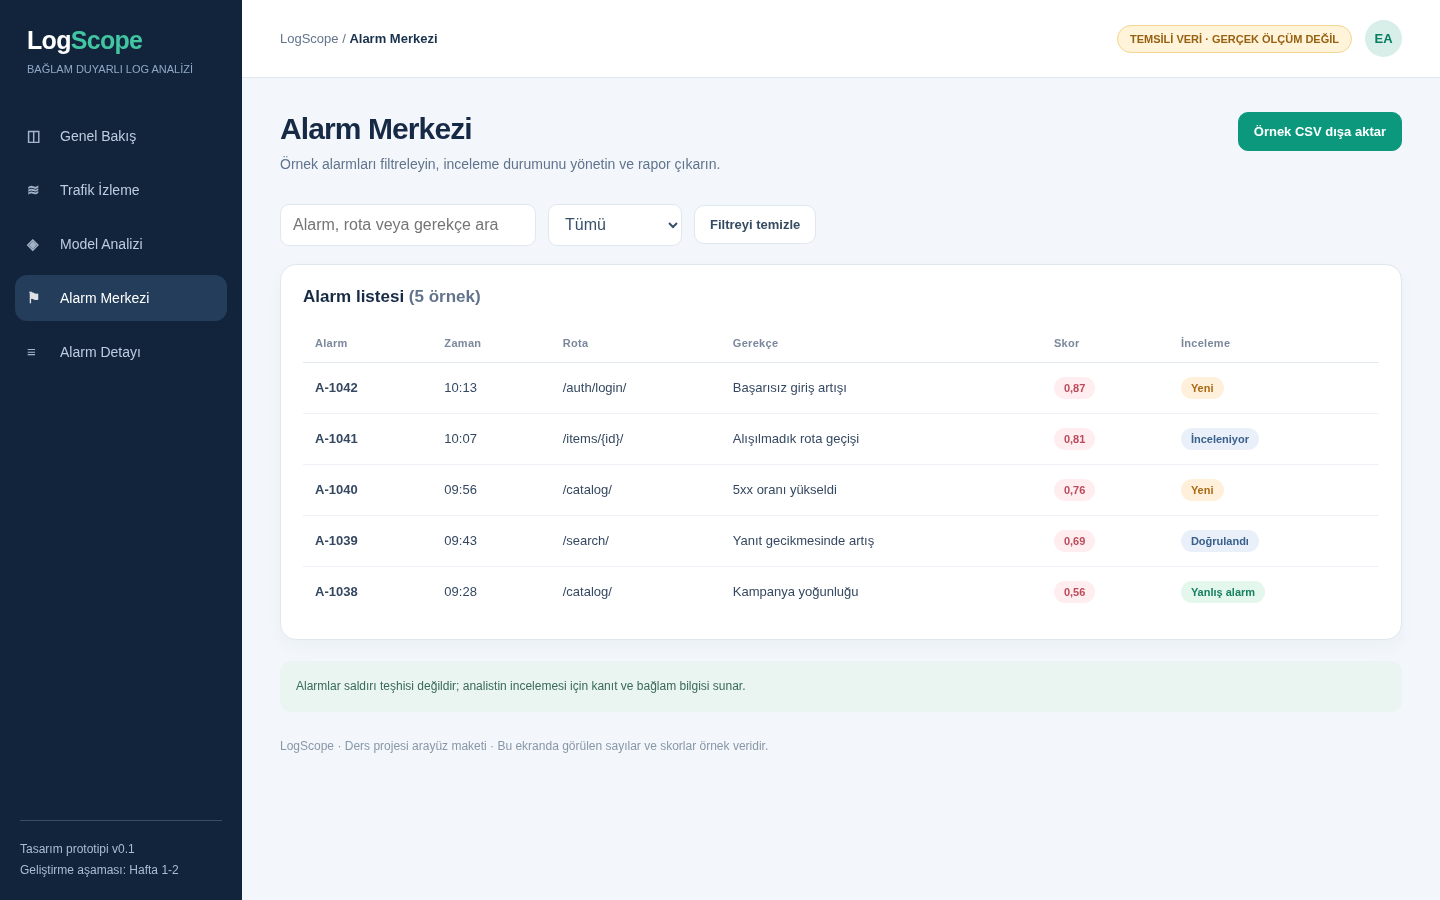 LogScope
BAĞLAM DUYARLI LOG ANALİZİ
Genel Bakış
Trafik İzleme
Model Analizi
Alarm Merkezi
Alarm Detayı
Tasarım prototipi v0.1
Geliştirme aşaması: Hafta 1-2
LogScope / Alarm Merkezi
TEMSİLİ VERİ · GERÇEK ÖLÇÜM DEĞİL
EA
Alarm Merkezi
Örnek alarmları filtreleyin, inceleme durumunu yönetin ve rapor çıkarın.
Örnek CSV dışa aktar
Alarm, rota veya gerekçe ara
Tümü
Filtreyi temizle
Alarm listesi (5 örnek)
Alarm Zaman Rota Gerekçe Skor İnceleme
A-1042 10:13 /auth/login/ Başarısız giriş artışı 0,87 Yeni
A-1041 10:07 /items/{id}/ Alışılmadık rota geçişi 0,81 İnceleniyor
A-1040 09:56 /catalog/ 5xx oranı yükseldi 0,76 Yeni
A-1039 09:43 /search/ Yanıt gecikmesinde artış 0,69 Doğrulandı
A-1038 09:28 /catalog/ Kampanya yoğunluğu 0,56 Yanlış alarm
Alarmlar saldırı teşhisi değildir; analistin incelemesi için kanıt ve bağlam bilgisi sunar.
LogScope · Ders projesi arayüz maketi · Bu ekranda görülen sayılar ve skorlar örnek veridir.